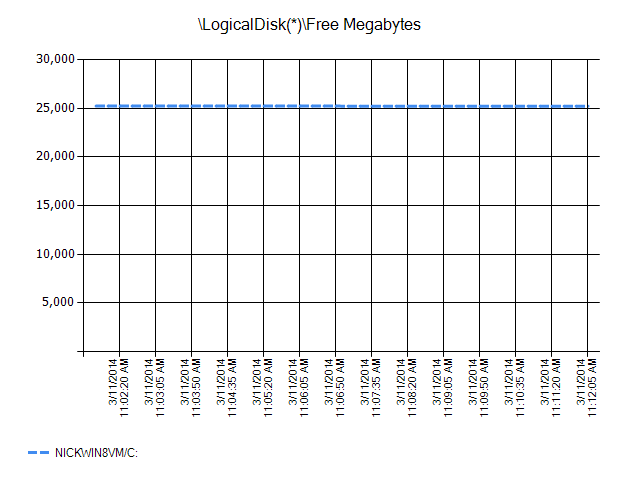 \LogicalDisk(*)\Free Megabytes
30,000
25,000
20,000
15,000
10,000
5,000
3/11/2014
11:02:20 AM
3/11/2014
11:03:05 AM
3/11/2014
11:03:50 AM
3/11/2014
11:04:35 AM
3/11/2014
11:05:20 AM
3/11/2014
11:06:05 AM
3/11/2014
11:06:50 AM
3/11/2014
11:07:35 AM
3/11/2014
11:08:20 AM
3/11/2014
11:09:05 AM
3/11/2014
11:09:50 AM
3/11/2014
11:10:35 AM
3/11/2014
11:11:20 AM
3/11/2014
11:12:05 AM
NICKWIN8VM/C: